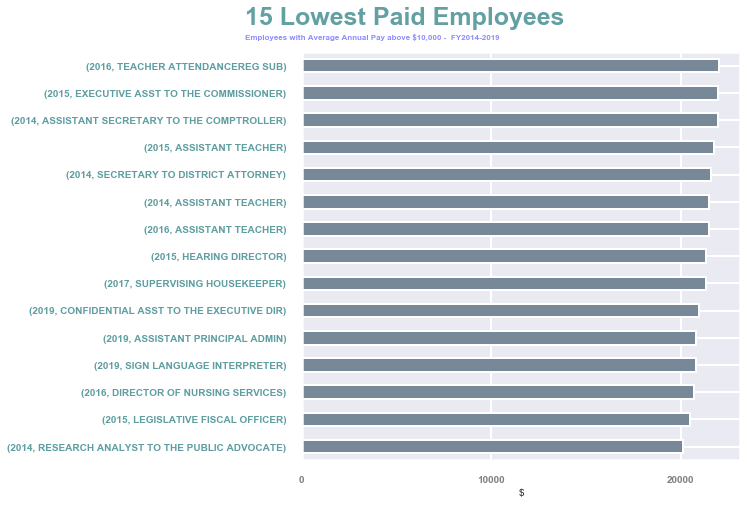 15 Lowest Paid Employees
Employees with Average Annual Pay above $10,000 - FY2014-2019
(2016, TEACHER ATTENDANCEREG SUB)
(2015, EXECUTIVE ASST TO THE COMMISSIONER)
(2014, ASSISTANT SECRETARY TO THE COMPTROLLER)
(2015, ASSISTANT TEACHER)
(2014, SECRETARY TO DISTRICT ATTORNEY)
(2014, ASSISTANT TEACHER)
(2016, ASSISTANT TEACHER)
(2015, HEARING DIRECTOR)
(2017, SUPERVISING HOUSEKEEPER)
(2019, CONFIDENTIAL ASST TO THE EXECUTIVE DIR)
(2019, ASSISTANT PRINCIPAL ADMIN)
(2019, SIGN LANGUAGE INTERPRETER)
(2016, DIRECTOR OF NURSING SERVICES)
(2015, LEGISLATIVE FISCAL OFFICER)
(2014, RESEARCH ANALYST TO THE PUBLIC ADVOCATE)
0 10000 20000
$